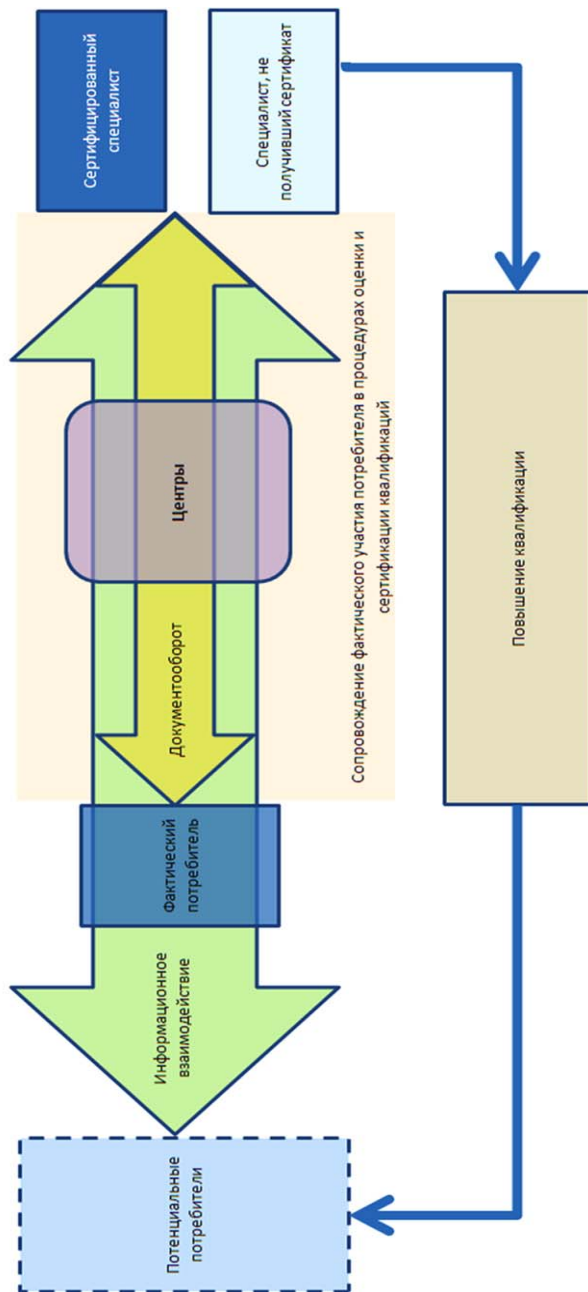 Потенциальные
потребители
Информационное
взаимодействие
Фактический
потребитель
Документооборот
Центры
Сертифицированный
специалист
Специалист, не
получивший сертификат
Сопровождение фактического участия потребителя в процедурах оценки и
сертификации квалификаций
Повышение квалификации